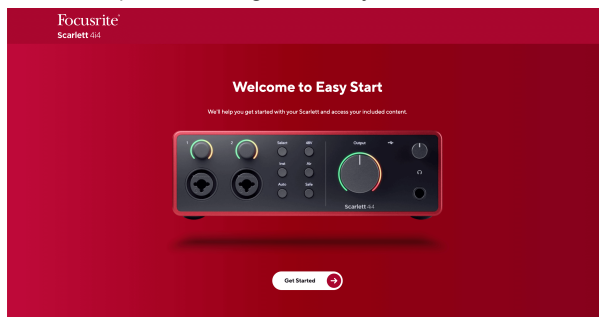 Focusrite®
Scarlett 4i4
Welcome to Easy Start
We'll help you get started with your Scarlett and access your included content.
1
2
Select
48V
Output
Inst
Air
Auto
Safe
Scarlett 4i4
Get Started